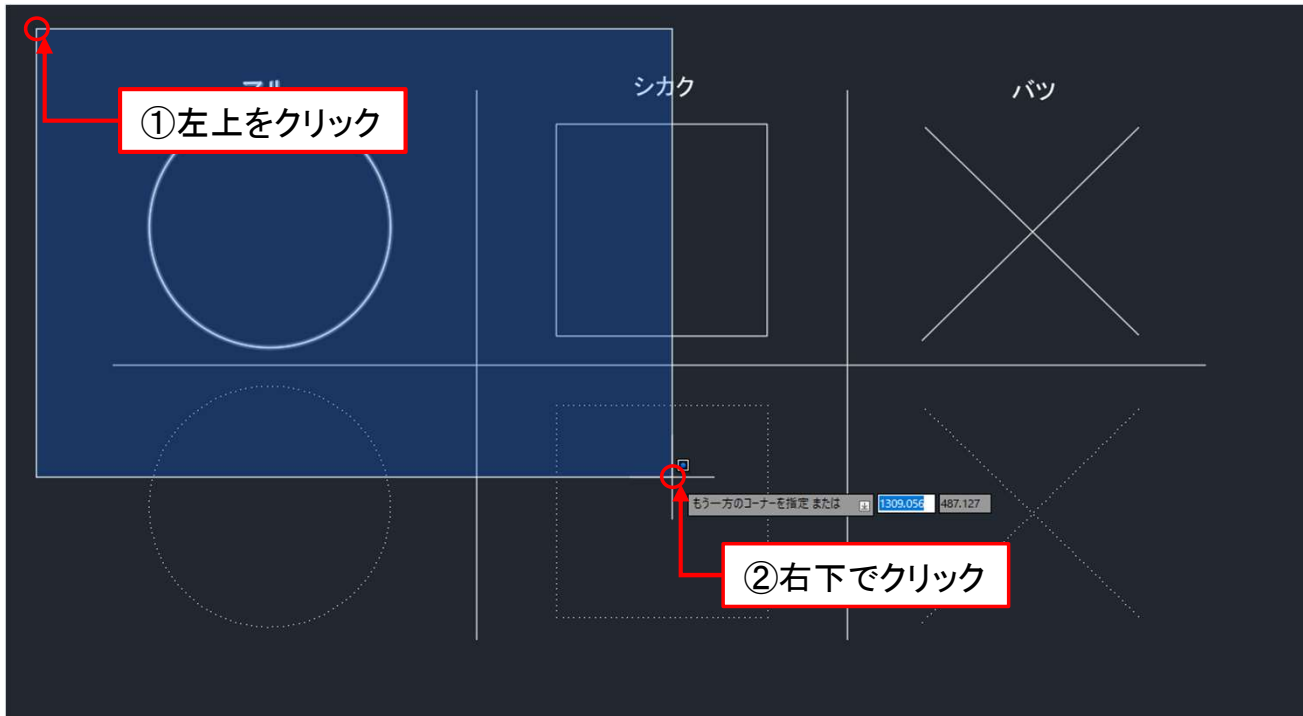 シカク
バツ
①左上をクリック
もう一方のコーナーを指定 または
1309.056
487.127
②右下でクリック